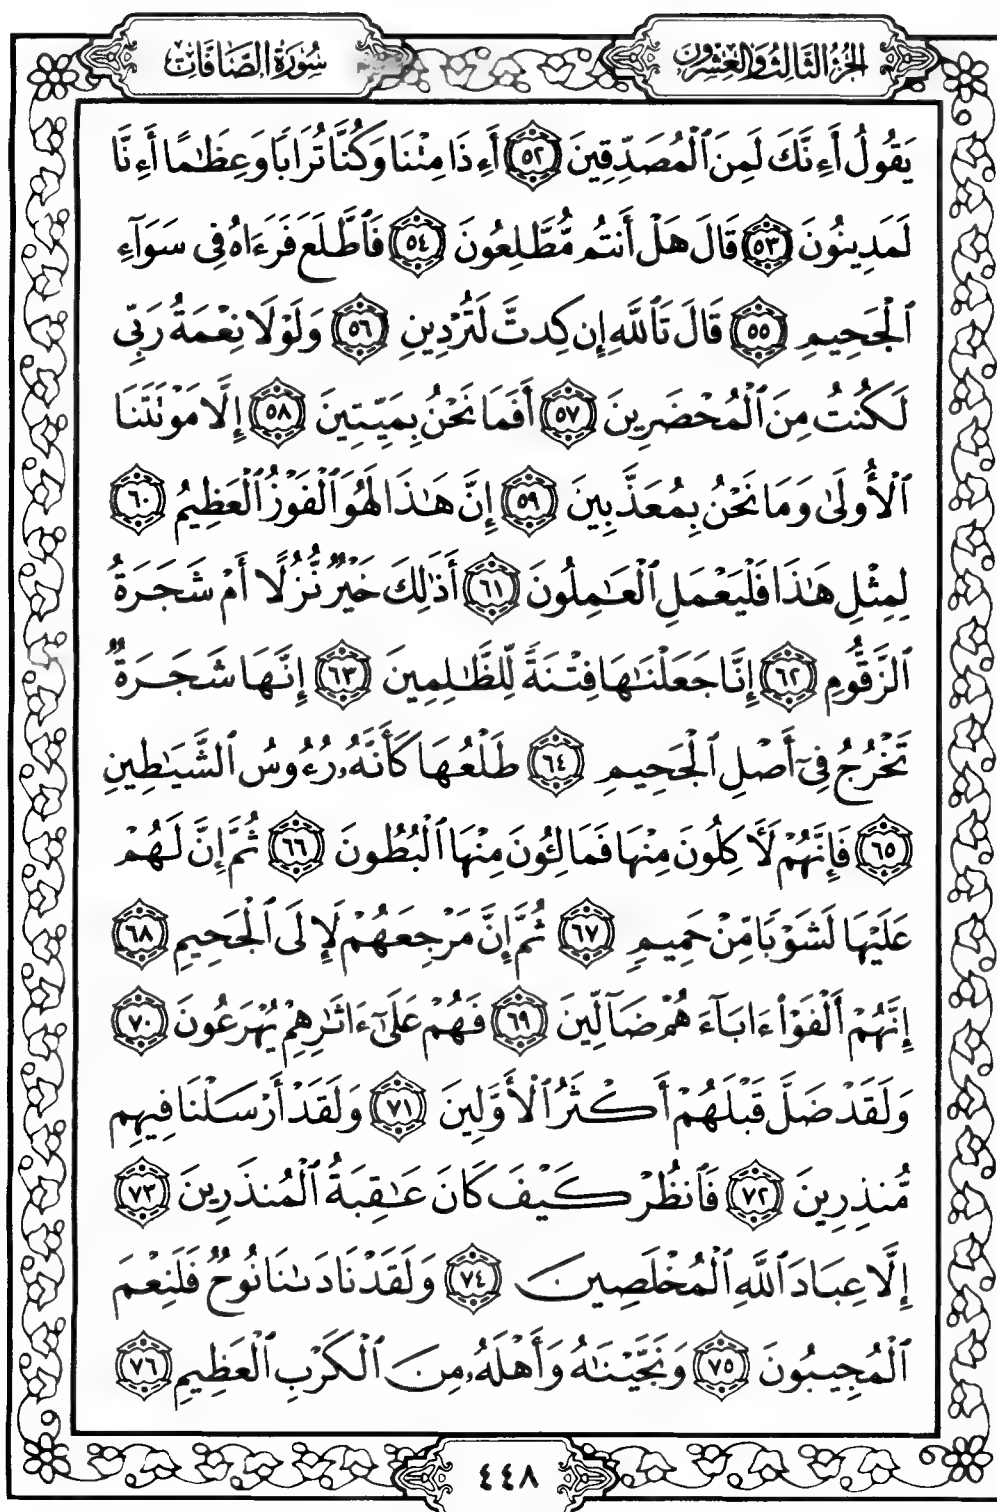 الجزء الثالث والعشرون
سورة الصافات
يَقُولُ أَءِنَّكَ لَمِنَ ٱلْمُصَدِّقِينَ ٥٢ أَءِذَا مِتْنَا وَكُنَّا تُرَابًا وَعِظَٰمًا أَءِنَّا
لَمَدِينُونَ ٥٣ قَالَ هَلْ أَنتُم مُّطَّلِعُونَ ٥٤ فَٱطَّلَعَ فَرَءَاهُ فِى سَوَآءِ
ٱلْجَحِيمِ ٥٥ قَالَ تَٱللَّهِ إِن كِدتَّ لَتُرْدِينِ ٥٦ وَلَوْلَا نِعْمَةُ رَبِّى
لَكُنتُ مِنَ ٱلْمُحْضَرِينَ ٥٧ أَفَمَا نَحْنُ بِمَيِّتِينَ ٥٨ إِلَّا مَوْتَتَنَا
ٱلْأُولَىٰ وَمَا نَحْنُ بِمُعَذَّبِينَ ٥٩ إِنَّ هَٰذَا لَهُوَ ٱلْفَوْزُ ٱلْعَظِيمُ ٦٠
لِمِثْلِ هَٰذَا فَلْيَعْمَلِ ٱلْعَٰمِلُونَ ٦١ أَذَٰلِكَ خَيْرٌ نُّزُلًا أَمْ شَجَرَةُ
ٱلزَّقُّومِ ٦٢ إِنَّا جَعَلْنَٰهَا فِتْنَةً لِّلظَّٰلِمِينَ ٦٣ إِنَّهَا شَجَرَةٌ
تَخْرُجُ فِىٓ أَصْلِ ٱلْجَحِيمِ ٦٤ طَلْعُهَا كَأَنَّهُۥ رُءُوسُ ٱلشَّيَٰطِينِ
٦٥ فَإِنَّهُمْ لَءَاكِلُونَ مِنْهَا فَمَالِـُٔونَ مِنْهَا ٱلْبُطُونَ ٦٦ ثُمَّ إِنَّ لَهُمْ
عَلَيْهَا لَشَوْبًا مِّنْ حَمِيمٍ ٦٧ ثُمَّ إِنَّ مَرْجِعَهُمْ لَإِلَى ٱلْجَحِيمِ ٦٨
إِنَّهُمْ أَلْفَوْا۟ ءَابَآءَهُمْ ضَآلِّينَ ٦٩ فَهُمْ عَلَىٰٓ ءَاثَٰرِهِمْ يُهْرَعُونَ ٧٠
وَلَقَدْ ضَلَّ قَبْلَهُمْ أَكْثَرُ ٱلْأَوَّلِينَ ٧١ وَلَقَدْ أَرْسَلْنَا فِيهِم
مُّنذِرِينَ ٧٢ فَٱنظُرْ كَيْفَ كَانَ عَٰقِبَةُ ٱلْمُنذَرِينَ ٧٣
إِلَّا عِبَادَ ٱللَّهِ ٱلْمُخْلَصِينَ ٧٤ وَلَقَدْ نَادَىٰنَا نُوحٌ فَلَنِعْمَ
ٱلْمُجِيبُونَ ٧٥ وَنَجَّيْنَٰهُ وَأَهْلَهُۥ مِنَ ٱلْكَرْبِ ٱلْعَظِيمِ ٧٦
٤٤٨